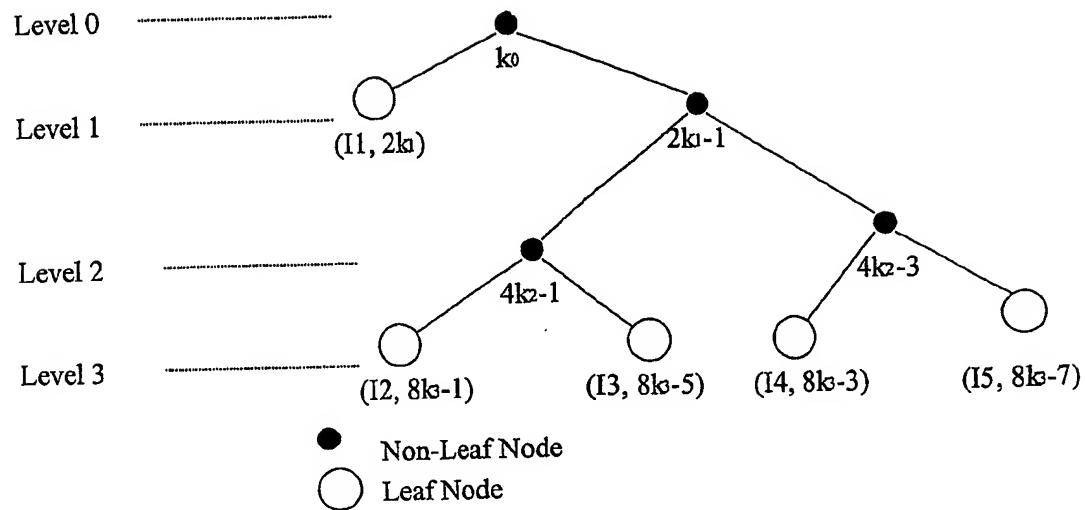 Level 0
k0
Level 1
(I1, 2k1)
2k1-1
Level 2
4k2-1
4k2-3
Level 3
(I2, 8k3-1)
(I3, 8k3-5)
(I4, 8k3-3)
(I5, 8k3-7)
Non-Leaf Node
Leaf Node